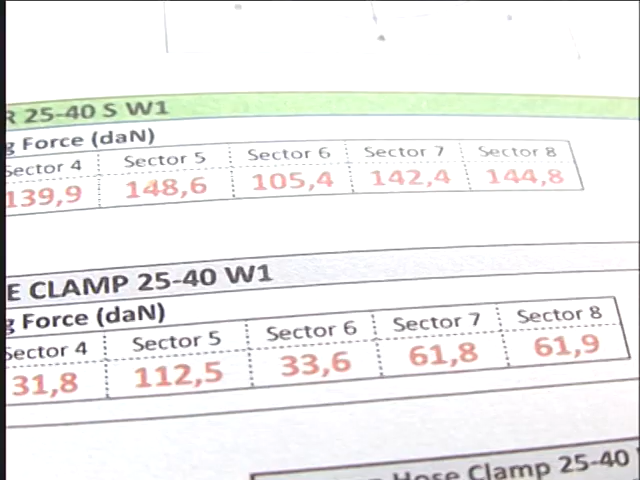 R 25-40 S W1
g Force (daN)
Sector 4 Sector 5 Sector 6 Sector 7 Sector 8
139,9 148,6 105,4 142,4 144,8
E CLAMP 25-40 W1
g Force (daN)
Sector 4 Sector 5 Sector 6 Sector 7 Sector 8
31,8 112,5 33,6 61,8 61,9
Hose Clamp 25-40